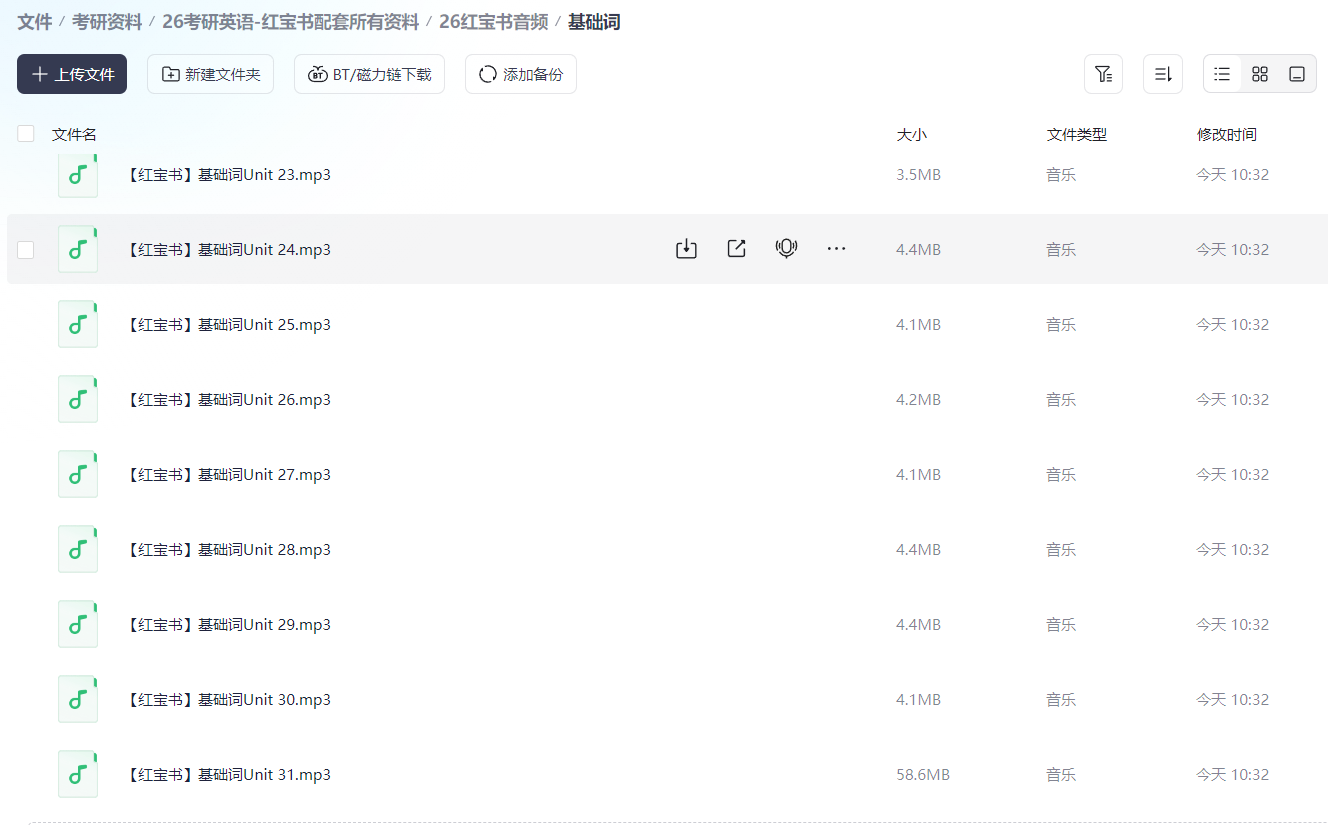 文件 / 考研资料 / 26考研英语-红宝书配套所有资料 / 26红宝书音频 / 基础词
上传文件 新建文件夹 BT/磁力链下载 添加备份
文件名 大小 文件类型 修改时间
【红宝书】基础词Unit 23.mp3 3.5MB 音乐 今天 10:32
【红宝书】基础词Unit 24.mp3 4.4MB 音乐 今天 10:32
【红宝书】基础词Unit 25.mp3 4.1MB 音乐 今天 10:32
【红宝书】基础词Unit 26.mp3 4.2MB 音乐 今天 10:32
【红宝书】基础词Unit 27.mp3 4.1MB 音乐 今天 10:32
【红宝书】基础词Unit 28.mp3 4.4MB 音乐 今天 10:32
【红宝书】基础词Unit 29.mp3 4.4MB 音乐 今天 10:32
【红宝书】基础词Unit 30.mp3 4.1MB 音乐 今天 10:32
【红宝书】基础词Unit 31.mp3 58.6MB 音乐 今天 10:32